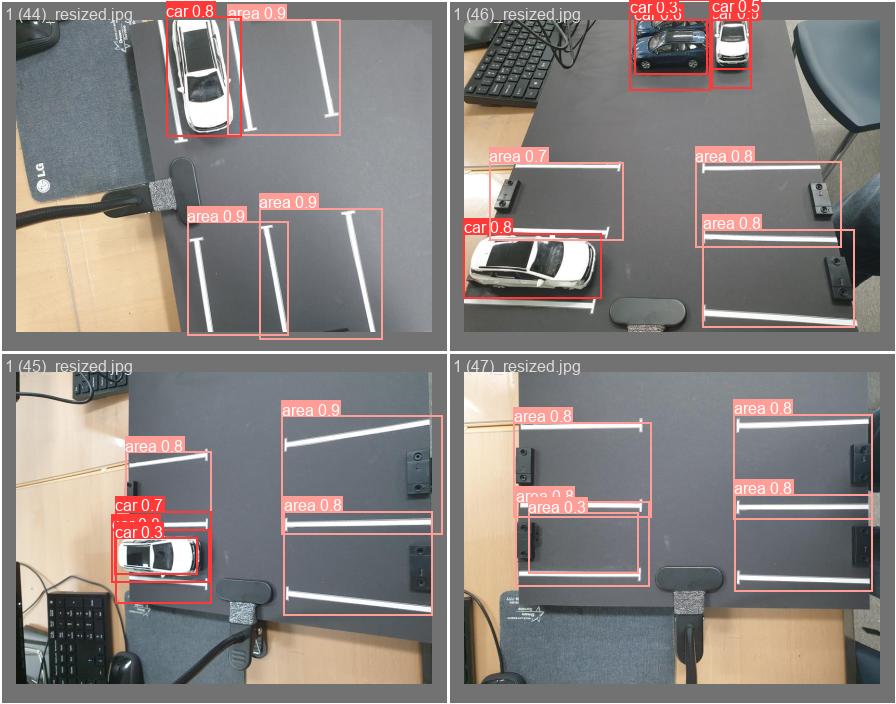 1 (44)_resized.jpg
car 0.8
area 0.9
LG
area 0.9
area 0.9
1 (46)_resized.jpg
car 0.3
car 0.5
area 0.7
area 0.8
car 0.8
area 0.8
1 (45)_resized.jpg
area 0.9
area 0.8
car 0.7
area 0.8
car 0.3
1 (47)_resized.jpg
area 0.8
area 0.8
area 0.8
area 0.8
area 0.3